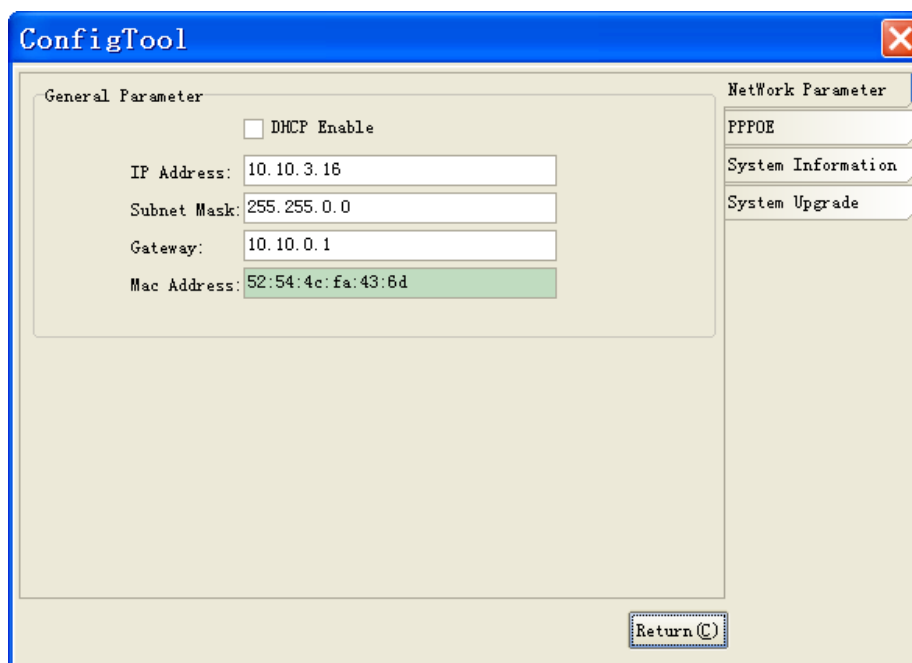 ConfigTool
General Parameter
DHCP Enable
IP Address: 10.10.3.16
Subnet Mask: 255.255.0.0
Gateway: 10.10.0.1
Mac Address: 52:54:4c:fa:43:6d
NetWork Parameter
PPPOE
System Information
System Upgrade
Return(C)